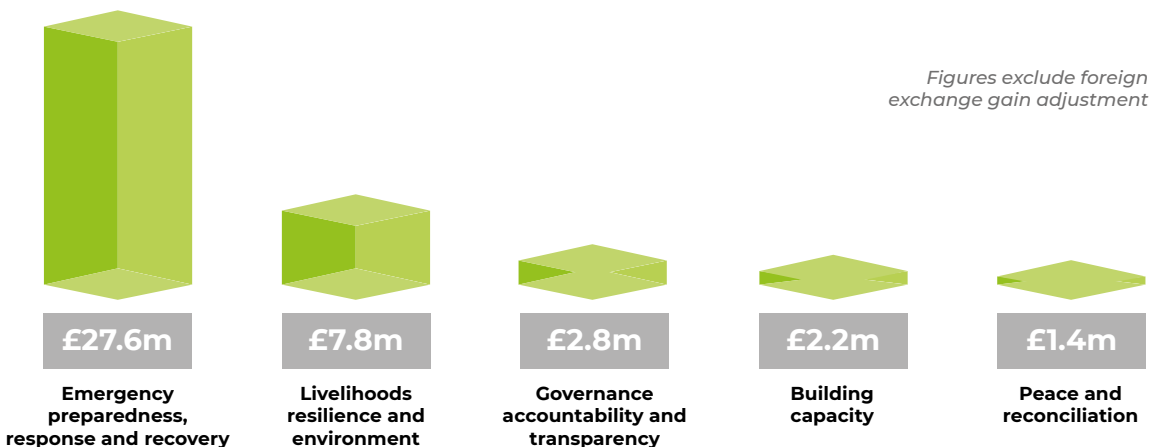 Figures exclude foreign
exchange gain adjustment
£27.6m
£7.8m
£2.8m
£2.2m
£1.4m
Emergency
preparedness,
response and recovery
Livelihoods
resilience and
environment
Governance
accountability and
transparency
Building
capacity
Peace and
reconciliation